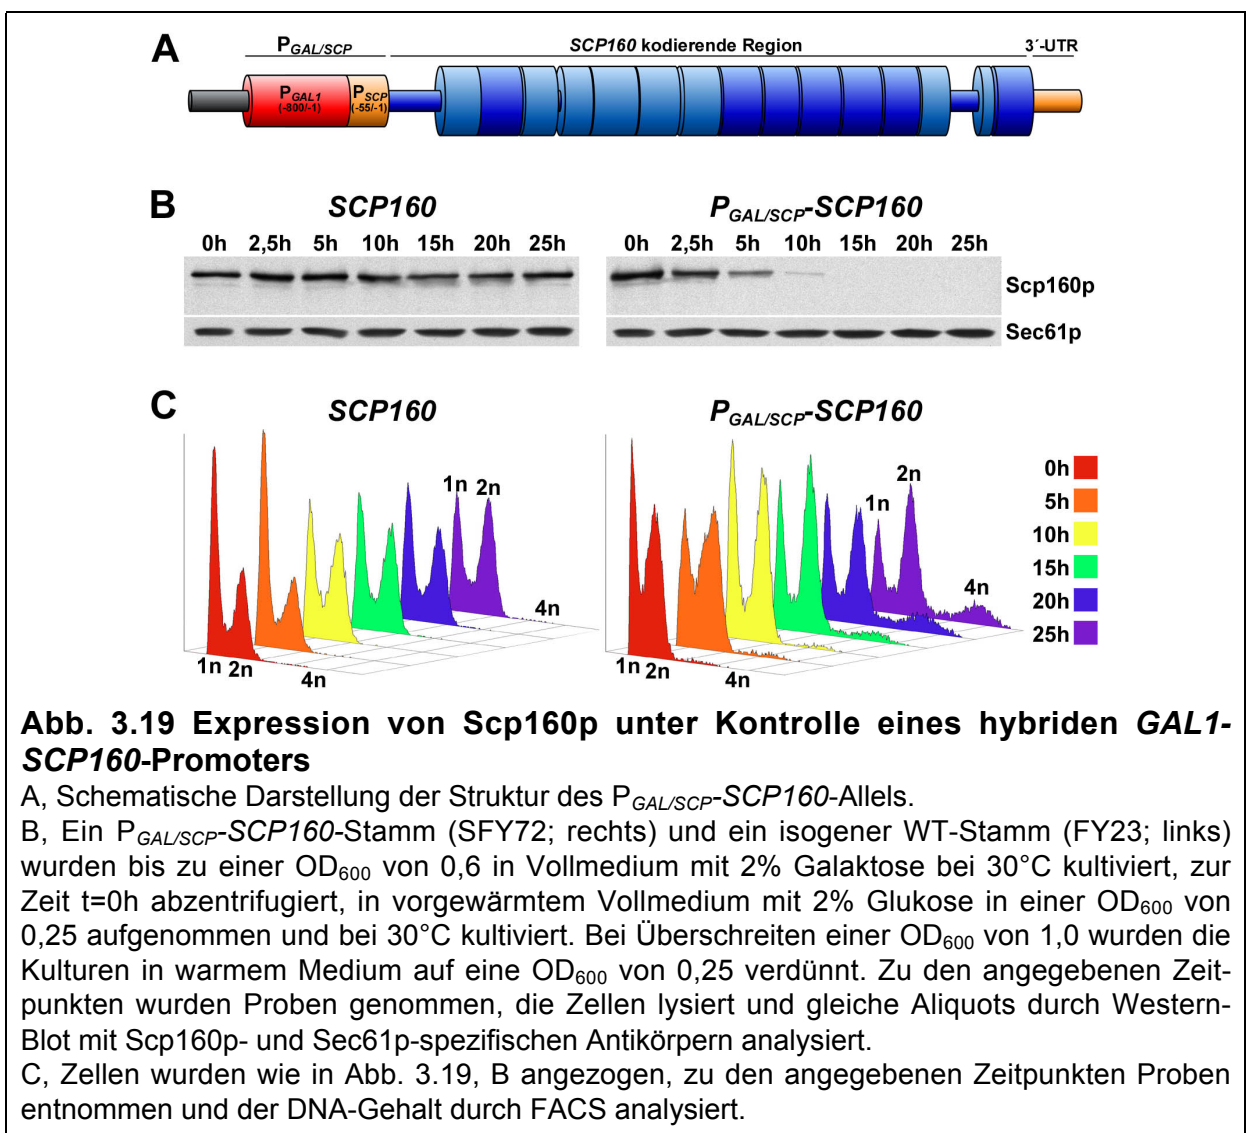 A
P_GAL/SCP
SCP160 kodierende Region
3´-UTR
P_GAL1
(-800/-1)
P_SCP
(-55/-1)
B
SCP160
P_GAL/SCP-SCP160
0h 2,5h 5h 10h 15h 20h 25h
0h 2,5h 5h 10h 15h 20h 25h
Scp160p
Sec61p
C
SCP160
P_GAL/SCP-SCP160
1n 2n
4n
1n 2n
4n
1n
2n
4n
1n 2n
4n
0h
5h
10h
15h
20h
25h
Abb. 3.19 Expression von Scp160p unter Kontrolle eines hybriden GAL1-
SCP160-Promoters
A, Schematische Darstellung der Struktur des P_GAL/SCP-SCP160-Allels.
B, Ein P_GAL/SCP-SCP160-Stamm (SFY72; rechts) und ein isogener WT-Stamm (FY23; links)
wurden bis zu einer OD₆₀₀ von 0,6 in Vollmedium mit 2% Galaktose bei 30°C kultiviert, zur
Zeit t=0h abzentrifugiert, in vorgewärmtem Vollmedium mit 2% Glukose in einer OD₆₀₀ von
0,25 aufgenommen und bei 30°C kultiviert. Bei Überschreiten einer OD₆₀₀ von 1,0 wurden die
Kulturen in warmem Medium auf eine OD₆₀₀ von 0,25 verdünnt. Zu den angegebenen Zeit-
punkten wurden Proben genommen, die Zellen lysiert und gleiche Aliquots durch Western-
Blot mit Scp160p- und Sec61p-spezifischen Antikörpern analysiert.
C, Zellen wurden wie in Abb. 3.19, B angezogen, zu den angegebenen Zeitpunkten Proben
entnommen und der DNA-Gehalt durch FACS analysiert.